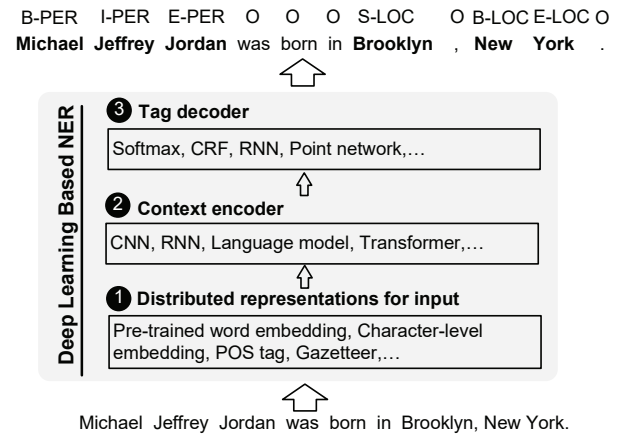 B-PER I-PER E-PER O O O S-LOC O B-LOC E-LOC O
Michael Jeffrey Jordan was born in Brooklyn , New York .
Deep Learning Based NER
3 Tag decoder
Softmax, CRF, RNN, Point network,…
2 Context encoder
CNN, RNN, Language model, Transformer,…
1 Distributed representations for input
Pre-trained word embedding, Character-level
embedding, POS tag, Gazetteer,…
Michael Jeffrey Jordan was born in Brooklyn, New York.